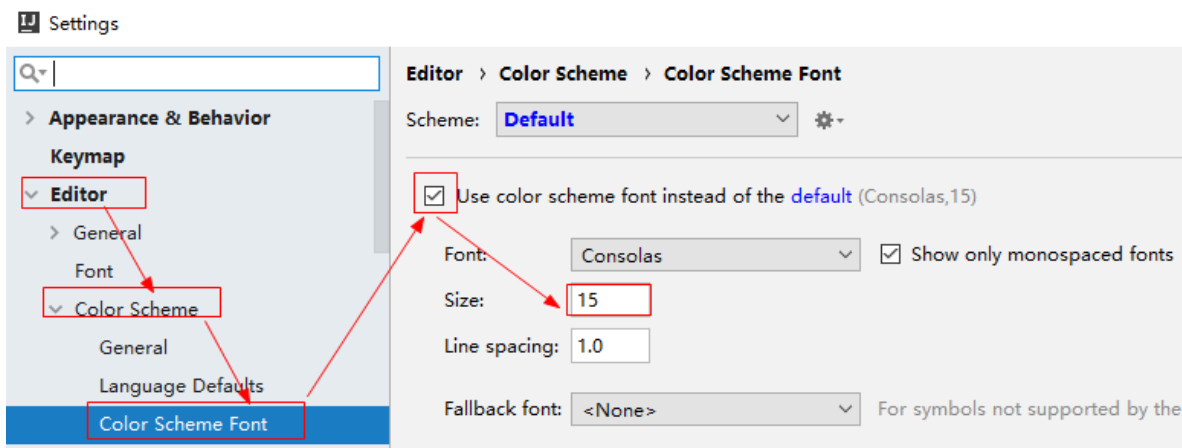 IJ Settings
Appearance & Behavior
Keymap
Editor
General
Font
Color Scheme
General
Language Defaults
Color Scheme Font
Editor > Color Scheme > Color Scheme Font
Scheme: Default
Use color scheme font instead of the default (Consolas,15)
Font: Consolas Show only monospaced fonts
Size: 15
Line spacing: 1.0
Fallback font: <None> For symbols not supported by the